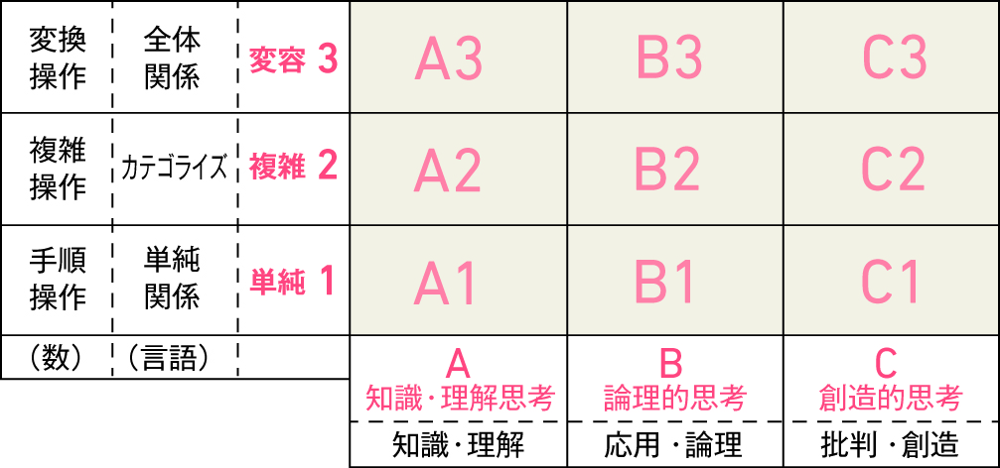 変換
操作
全体
関係
変容 3
A3
B3
C3
複雑
操作
カテゴライズ
複雑 2
A2
B2
C2
手順
操作
単純
関係
単純 1
A1
B1
C1
（数）
（言語）
A
知識・理解思考
B
論理的思考
C
創造的思考
知識・理解
応用・論理
批判・創造